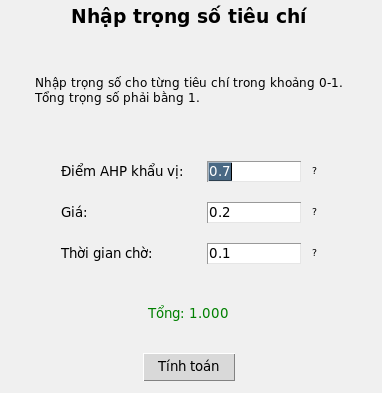 Nhập trọng số tiêu chí
Nhập trọng số cho từng tiêu chí trong khoảng 0-1.
Tổng trọng số phải bằng 1.
Điểm AHP khẩu vị: 0.7 ?
Giá: 0.2 ?
Thời gian chờ: 0.1 ?
Tổng: 1.000
Tính toán